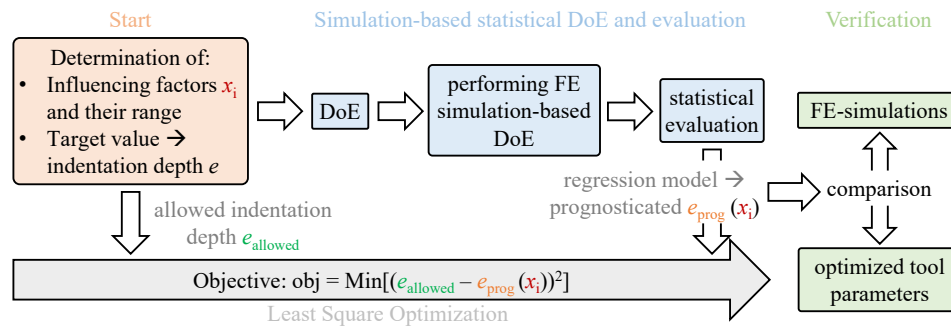 Start
Simulation-based statistical DoE and evaluation
Verification
Determination of:
• Influencing factors xi
and their range
• Target value →
indentation depth e
DoE
performing FE
simulation-based
DoE
statistical
evaluation
FE-simulations
allowed indentation
depth eallowed
regression model →
prognosticated eprog (xi)
comparison
Objective: obj = Min[(eallowed – eprog (xi))²]
optimized tool
parameters
Least Square Optimization